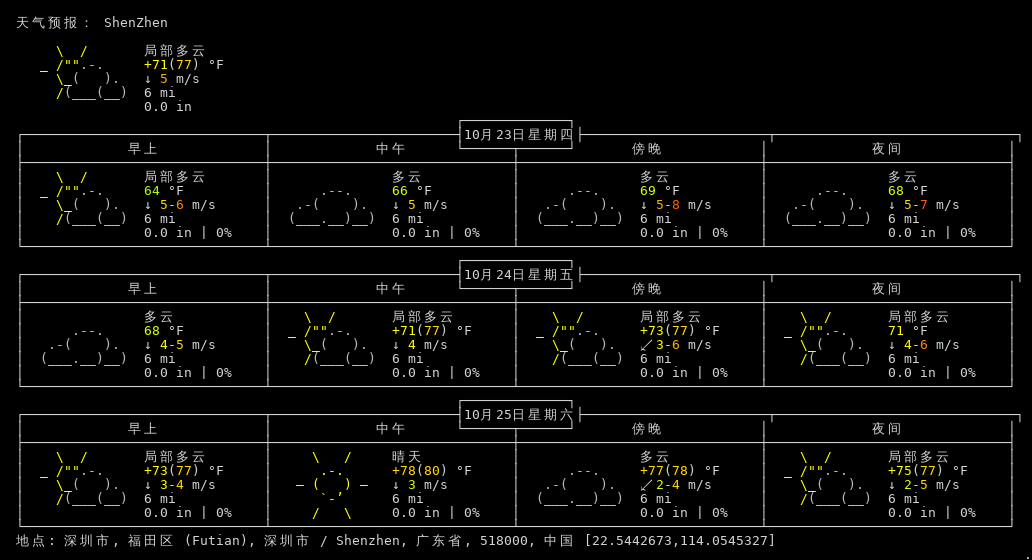 天气预报： ShenZhen
局部多云
+71(77) °F
↓ 5 m/s
6 mi
0.0 in
10月23日星期四
早上 中午 傍晚 夜间
局部多云 多云 多云 多云
64 °F 66 °F 69 °F 68 °F
↓ 5-6 m/s ↓ 5 m/s ↓ 5-8 m/s ↓ 5-7 m/s
6 mi 6 mi 6 mi 6 mi
0.0 in | 0% 0.0 in | 0% 0.0 in | 0% 0.0 in | 0%
10月24日星期五
早上 中午 傍晚 夜间
多云 局部多云 局部多云 局部多云
68 °F +71(77) °F +73(77) °F 71 °F
↓ 4-5 m/s ↓ 4 m/s ↙ 3-6 m/s ↓ 4-6 m/s
6 mi 6 mi 6 mi 6 mi
0.0 in | 0% 0.0 in | 0% 0.0 in | 0% 0.0 in | 0%
10月25日星期六
早上 中午 傍晚 夜间
局部多云 晴天 多云 局部多云
+73(77) °F +78(80) °F +77(78) °F +75(77) °F
↓ 3-4 m/s ↓ 3 m/s ↙ 2-4 m/s ↓ 2-5 m/s
6 mi 6 mi 6 mi 6 mi
0.0 in | 0% 0.0 in | 0% 0.0 in | 0% 0.0 in | 0%
地点: 深圳市, 福田区 (Futian), 深圳市 / Shenzhen, 广东省, 518000, 中国 [22.5442673,114.0545327]